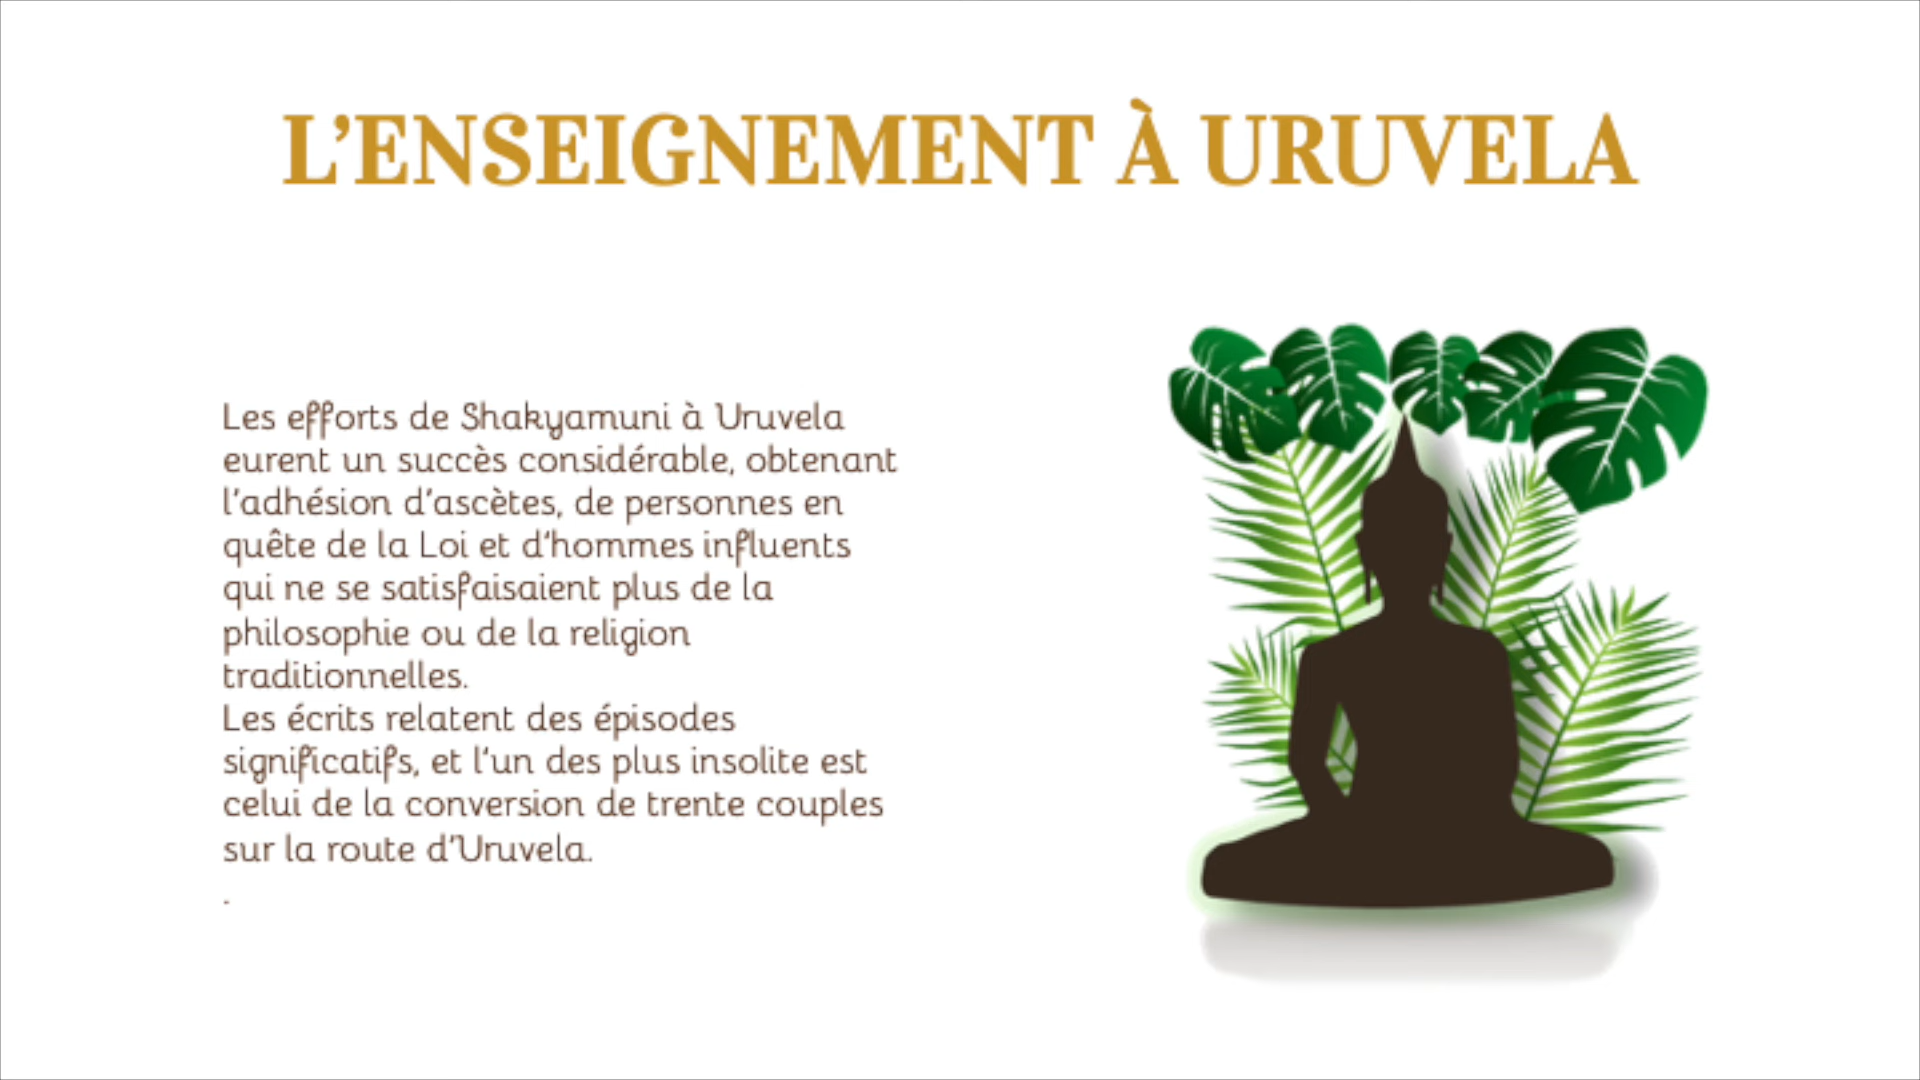 L’ENSEIGNEMENT À URUVELA
Les efforts de Shakyamuni à Uruvela
eurent un succès considérable, obtenant
l’adhésion d’ascètes, de personnes en
quête de la Loi et d’hommes influents
qui ne se satisfaisaient plus de la
philosophie ou de la religion
traditionnelles.
Les écrits relatent des épisodes
significatifs, et l’un des plus insolite est
celui de la conversion de trente couples
sur la route d’Uruvela.
.